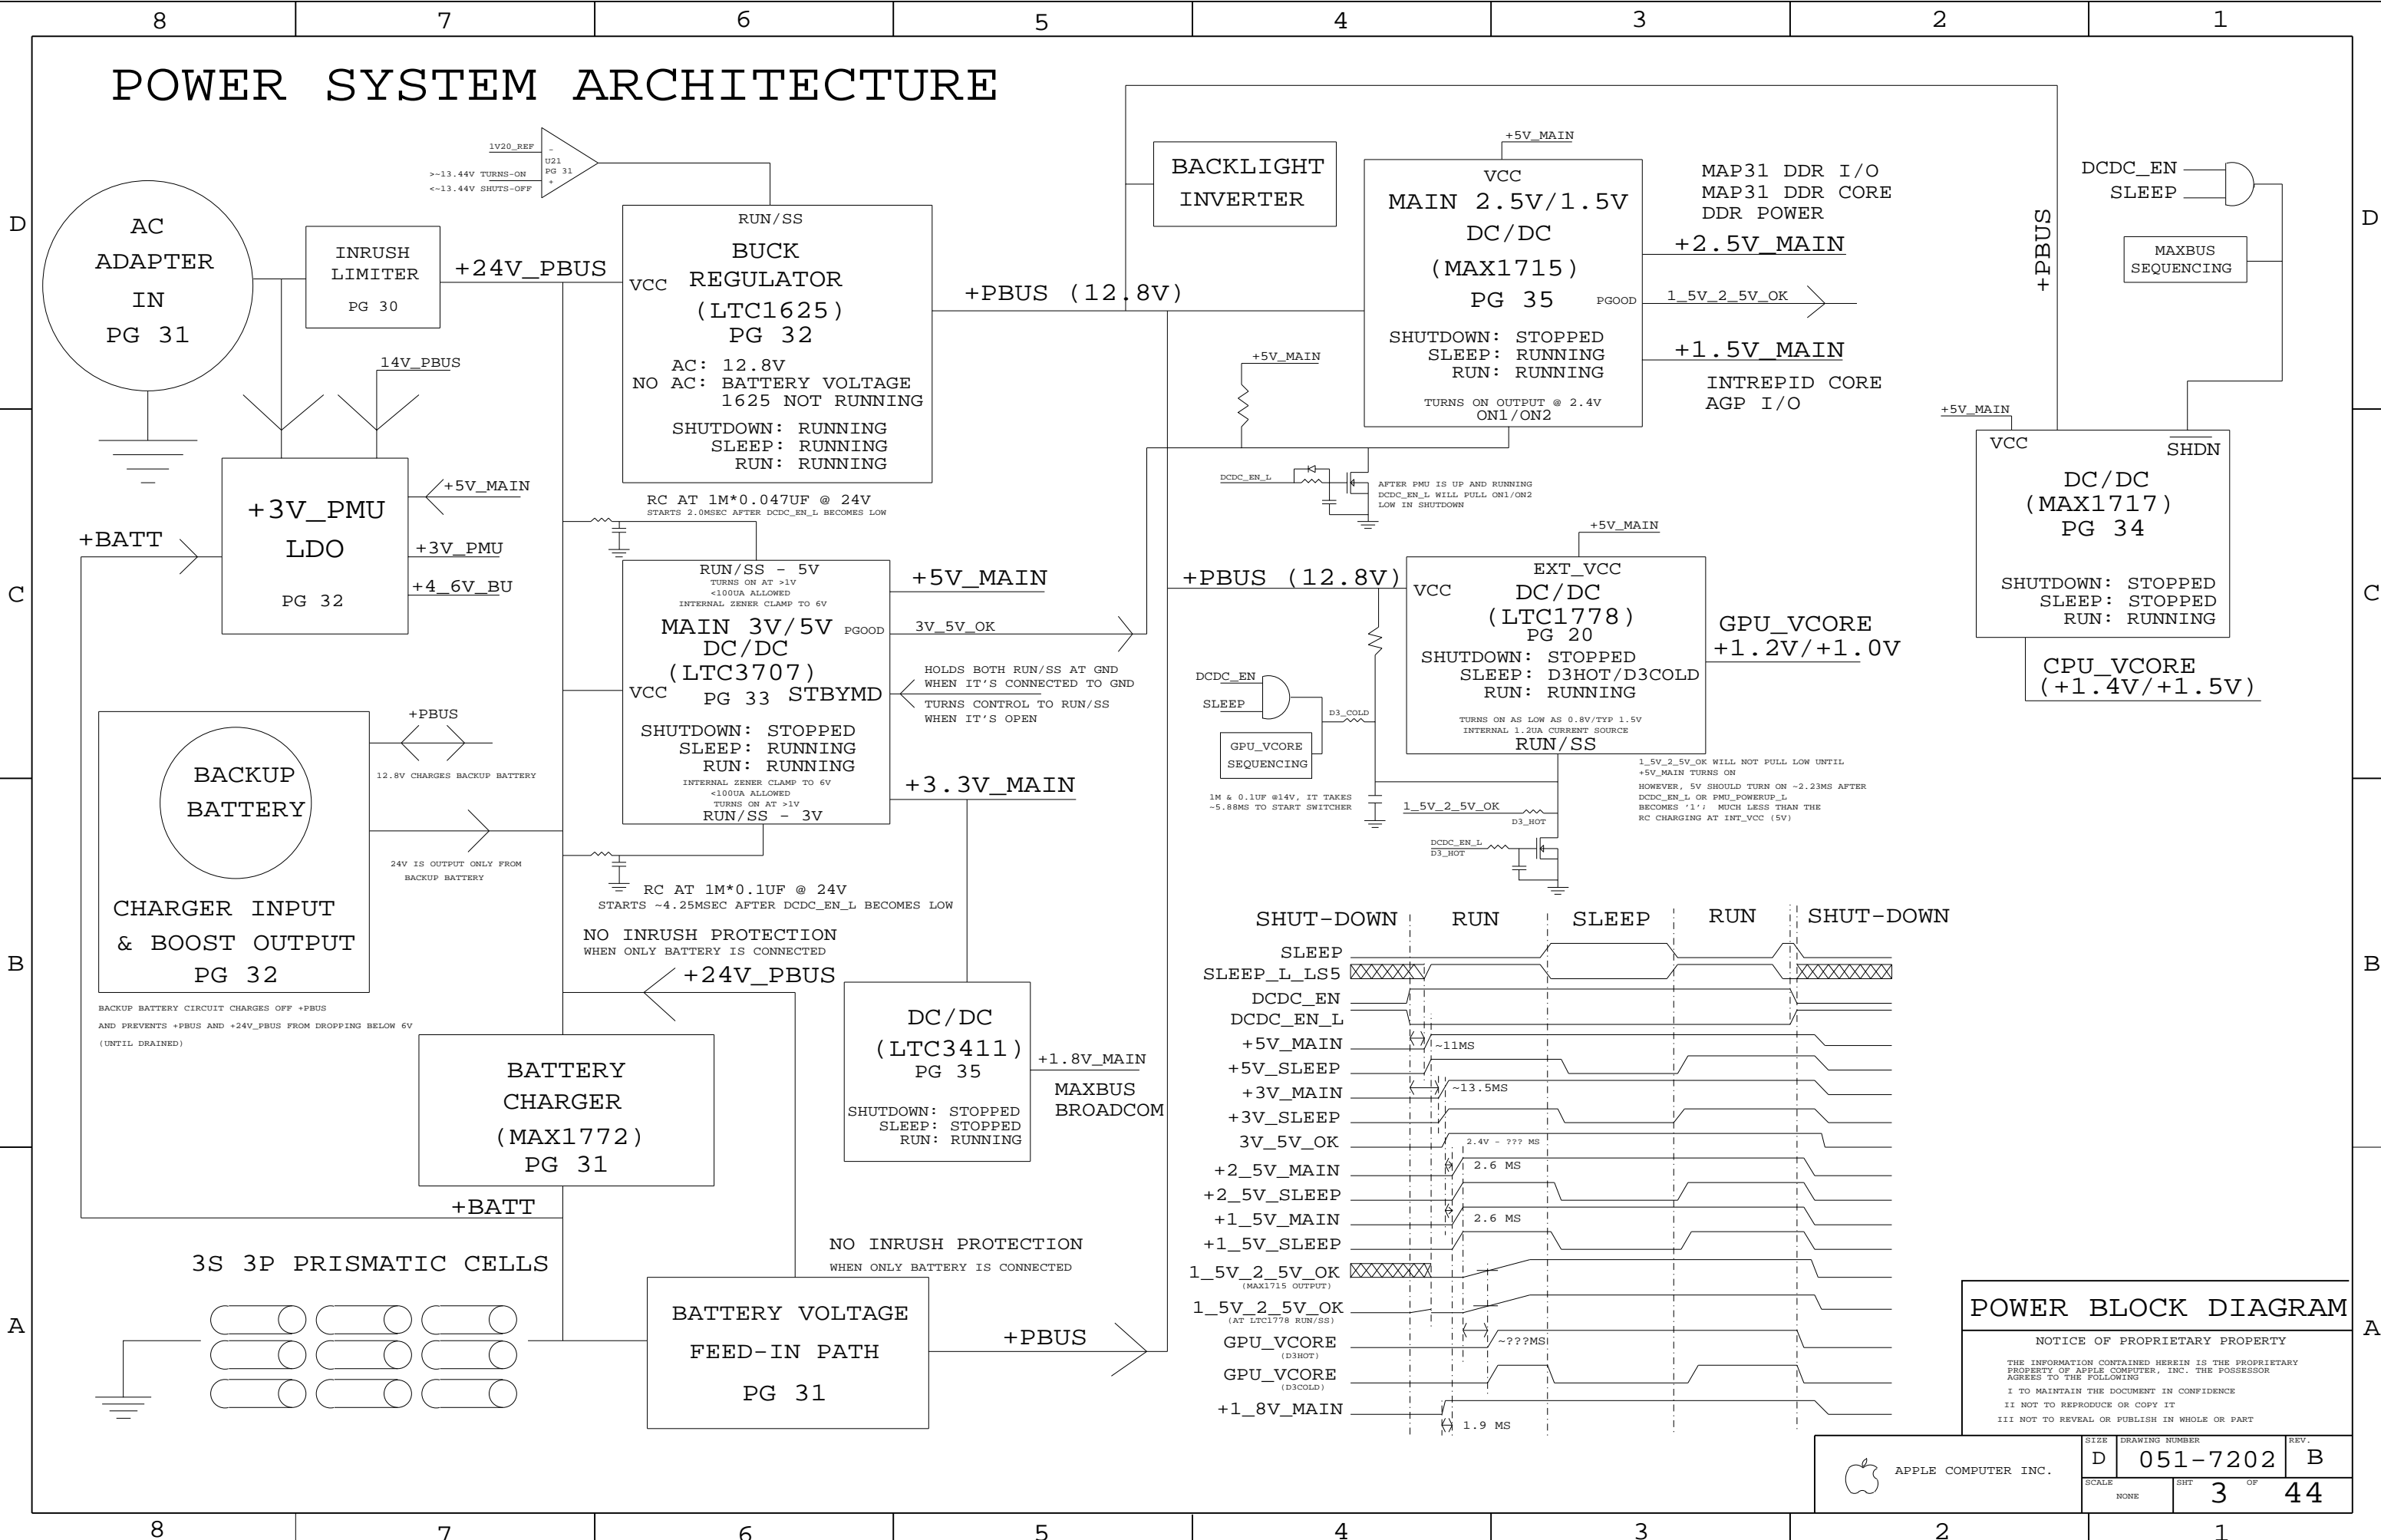 8 7 6 5 4 3 2 1
POWER SYSTEM ARCHITECTURE
D
C
B
A
AC
ADAPTER
IN
PG 31
INRUSH
LIMITER
PG 30
+24V_PBUS
1V20_REF
>~13.44V TURNS-ON
<~13.44V SHUTS-OFF
-
U21
PG 31
+
RUN/SS
BUCK
REGULATOR
VCC
(LTC1625)
PG 32
AC: 12.8V
NO AC: BATTERY VOLTAGE
1625 NOT RUNNING
SHUTDOWN: RUNNING
SLEEP: RUNNING
RUN: RUNNING
+PBUS (12.8V)
BACKLIGHT
INVERTER
+5V_MAIN
VCC
MAIN 2.5V/1.5V
DC/DC
(MAX1715)
PG 35
PGOOD
SHUTDOWN: STOPPED
SLEEP: RUNNING
RUN: RUNNING
TURNS ON OUTPUT @ 2.4V
ON1/ON2
MAP31 DDR I/O
MAP31 DDR CORE
DDR POWER
+2.5V_MAIN
1_5V_2_5V_OK
+1.5V_MAIN
INTREPID CORE
AGP I/O
+PBUS
DCDC_EN
SLEEP
MAXBUS
SEQUENCING
+5V_MAIN
VCC
SHDN
DC/DC
(MAX1717)
PG 34
SHUTDOWN: STOPPED
SLEEP: STOPPED
RUN: RUNNING
CPU_VCORE
(+1.4V/+1.5V)
14V_PBUS
+3V_PMU
LDO
PG 32
+BATT
+5V_MAIN
+3V_PMU
+4_6V_BU
RC AT 1M*0.047UF @ 24V
STARTS 2.0MSEC AFTER DCDC_EN_L BECOMES LOW
RUN/SS - 5V
TURNS ON AT >1V
<100UA ALLOWED
INTERNAL ZENER CLAMP TO 6V
MAIN 3V/5V
PGOOD
DC/DC
(LTC3707)
VCC
PG 33
STBYMD
SHUTDOWN: STOPPED
SLEEP: RUNNING
RUN: RUNNING
INTERNAL ZENER CLAMP TO 6V
<100UA ALLOWED
TURNS ON AT >1V
RUN/SS - 3V
+5V_MAIN
3V_5V_OK
HOLDS BOTH RUN/SS AT GND
WHEN IT'S CONNECTED TO GND
TURNS CONTROL TO RUN/SS
WHEN IT'S OPEN
+3.3V_MAIN
+5V_MAIN
DCDC_EN_L
AFTER PMU IS UP AND RUNNING
DCDC_EN_L WILL PULL ON1/ON2
LOW IN SHUTDOWN
+5V_MAIN
+PBUS (12.8V)
EXT_VCC
VCC
DC/DC
(LTC1778)
PG 20
SHUTDOWN: STOPPED
SLEEP: D3HOT/D3COLD
RUN: RUNNING
TURNS ON AS LOW AS 0.8V/TYP 1.5V
INTERNAL 1.2UA CURRENT SOURCE
RUN/SS
GPU_VCORE
+1.2V/+1.0V
DCDC_EN
SLEEP
D3_COLD
GPU_VCORE
SEQUENCING
1M & 0.1UF @14V, IT TAKES
~5.88MS TO START SWITCHER
1_5V_2_5V_OK
D3_HOT
DCDC_EN_L
D3_HOT
1_5V_2_5V_OK WILL NOT PULL LOW UNTIL
+5V_MAIN TURNS ON
HOWEVER, 5V SHOULD TURN ON ~2.23MS AFTER
DCDC_EN_L OR PMU_POWERUP_L
BECOMES '1'; MUCH LESS THAN THE
RC CHARGING AT INT_VCC (5V)
BACKUP
BATTERY
CHARGER INPUT
& BOOST OUTPUT
PG 32
+PBUS
12.8V CHARGES BACKUP BATTERY
24V IS OUTPUT ONLY FROM
BACKUP BATTERY
BACKUP BATTERY CIRCUIT CHARGES OFF +PBUS
AND PREVENTS +PBUS AND +24V_PBUS FROM DROPPING BELOW 6V
(UNTIL DRAINED)
RC AT 1M*0.1UF @ 24V
STARTS ~4.25MSEC AFTER DCDC_EN_L BECOMES LOW
NO INRUSH PROTECTION
WHEN ONLY BATTERY IS CONNECTED
+24V_PBUS
BATTERY
CHARGER
(MAX1772)
PG 31
DC/DC
(LTC3411)
PG 35
SHUTDOWN: STOPPED
SLEEP: STOPPED
RUN: RUNNING
+1.8V_MAIN
MAXBUS
BROADCOM
+BATT
3S 3P PRISMATIC CELLS
NO INRUSH PROTECTION
WHEN ONLY BATTERY IS CONNECTED
BATTERY VOLTAGE
FEED-IN PATH
PG 31
+PBUS
SHUT-DOWN RUN SLEEP RUN SHUT-DOWN
SLEEP
SLEEP_L_LS5
DCDC_EN
DCDC_EN_L
+5V_MAIN
~11MS
+5V_SLEEP
+3V_MAIN
~13.5MS
+3V_SLEEP
3V_5V_OK
2.4V - ??? MS
+2_5V_MAIN
2.6 MS
+2_5V_SLEEP
+1_5V_MAIN
2.6 MS
+1_5V_SLEEP
1_5V_2_5V_OK
(MAX1715 OUTPUT)
1_5V_2_5V_OK
(AT LTC1778 RUN/SS)
GPU_VCORE
(D3HOT)
~???MS
GPU_VCORE
(D3COLD)
+1_8V_MAIN
1.9 MS
POWER BLOCK DIAGRAM
NOTICE OF PROPRIETARY PROPERTY
THE INFORMATION CONTAINED HEREIN IS THE PROPRIETARY
PROPERTY OF APPLE COMPUTER, INC. THE POSSESSOR
AGREES TO THE FOLLOWING
I TO MAINTAIN THE DOCUMENT IN CONFIDENCE
II NOT TO REPRODUCE OR COPY IT
III NOT TO REVEAL OR PUBLISH IN WHOLE OR PART
APPLE COMPUTER INC.
SIZE
D
DRAWING NUMBER
051-7202
REV.
B
SCALE
NONE
SHT
3
OF
44
D
C
B
A
8 7 6 5 4 3 2 1